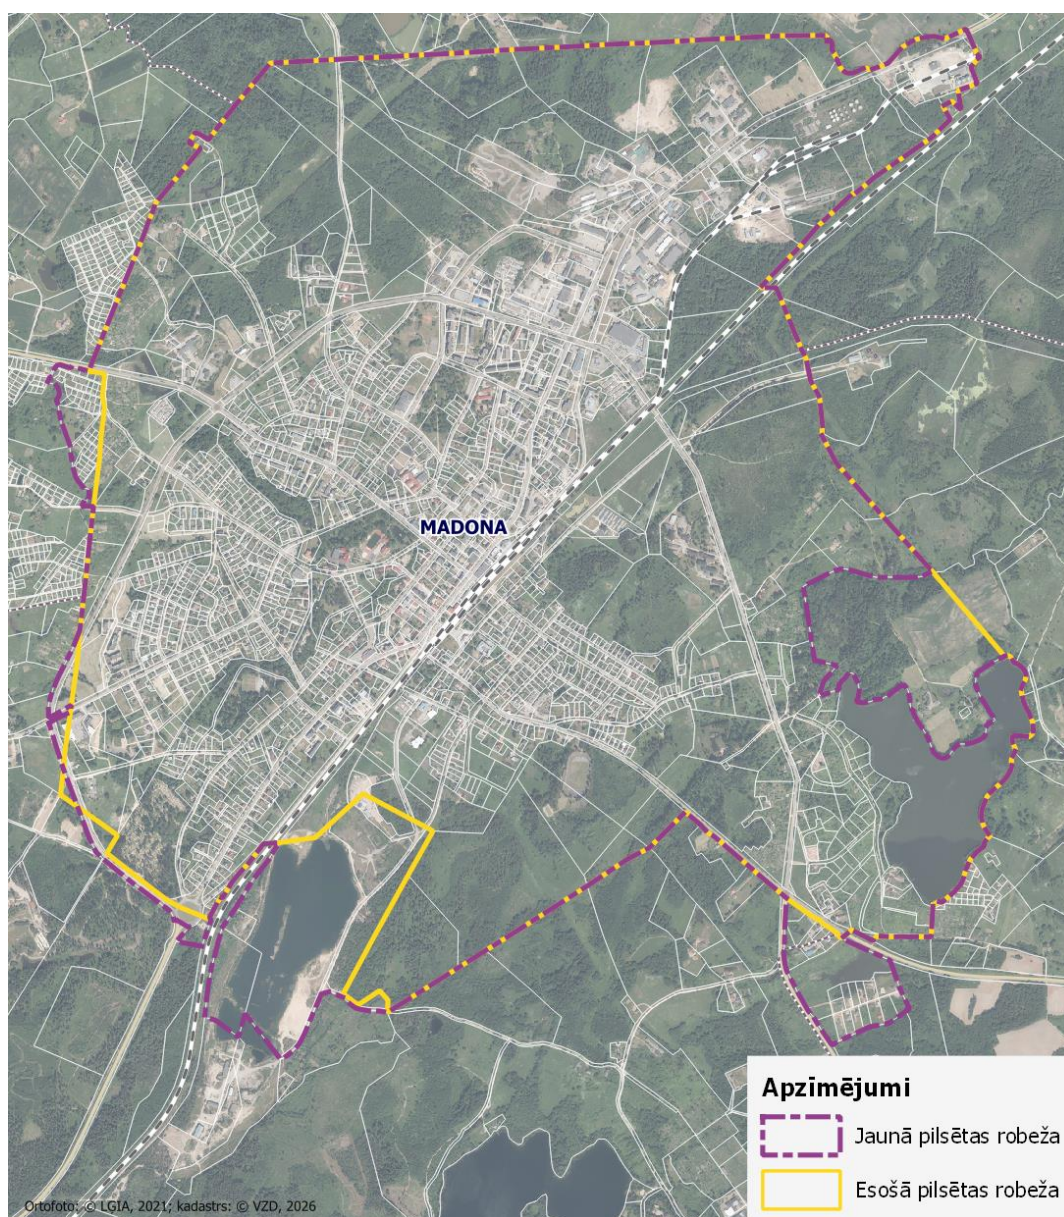 MADONA
Apzīmējumi
Jaunā pilsētas robeža
Esošā pilsētas robeža
Ortofoto: © LGIA, 2021; kadastrs: © VZD, 2026